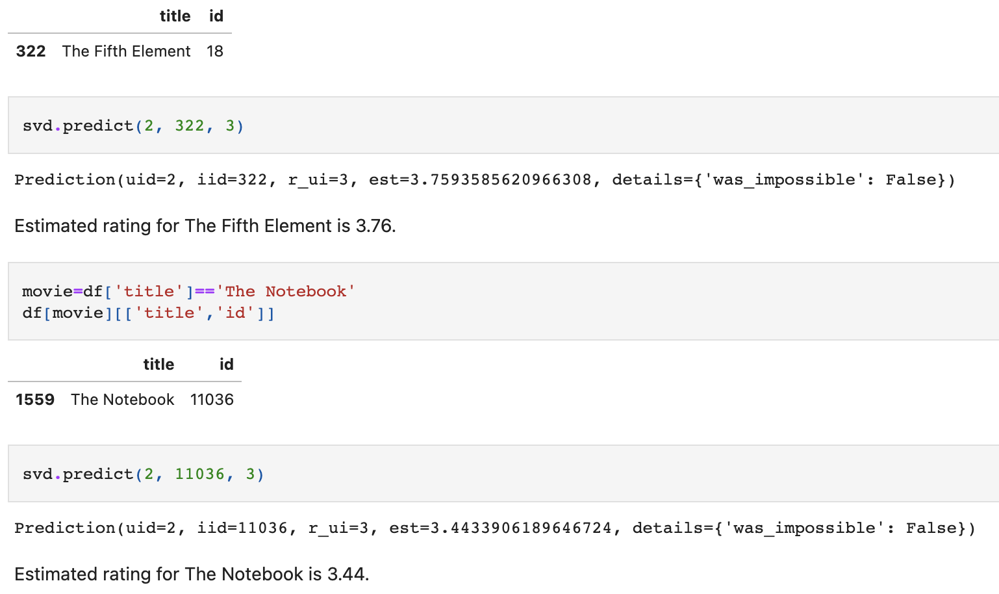 title id
322 The Fifth Element 18
svd.predict(2, 322, 3)
Prediction(uid=2, iid=322, r_ui=3, est=3.7593585620966308, details={'was_impossible': False})
Estimated rating for The Fifth Element is 3.76.
movie=df['title']=='The Notebook'
df[movie][['title','id']]
title id
1559 The Notebook 11036
svd.predict(2, 11036, 3)
Prediction(uid=2, iid=11036, r_ui=3, est=3.4433906189646724, details={'was_impossible': False})
Estimated rating for The Notebook is 3.44.